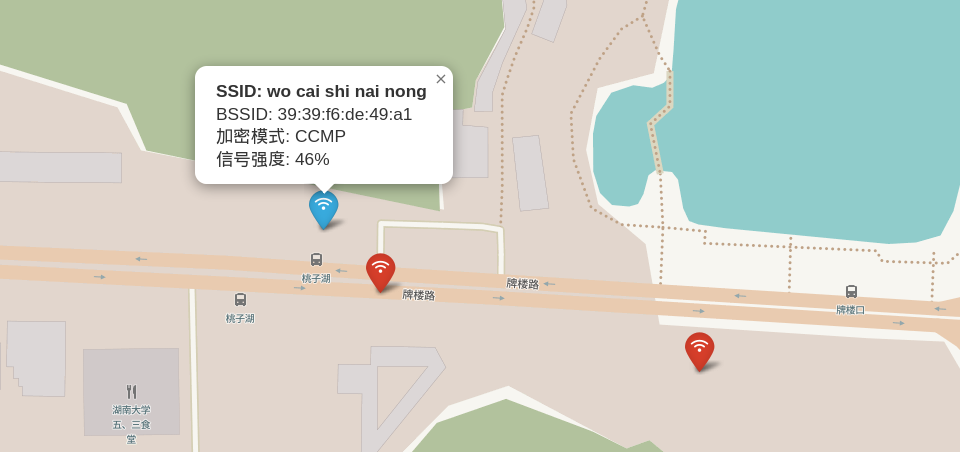 SSID: wo cai shi nai nong
BSSID: 39:39:f6:de:49:a1
加密模式: CCMP
信号强度: 46%
桃子湖
牌楼路
牌楼路
桃子湖
牌楼口
湖南大学
五、三食
堂